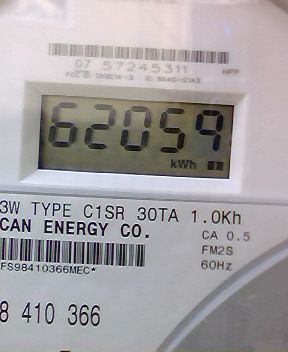 07 57245311
62059
kWh
3W TYPE C1SR 30TA 1.0Kh
CAN ENERGY CO.
CA 0.5
FM2S
60Hz
FS98410366MEC*
8 410 366